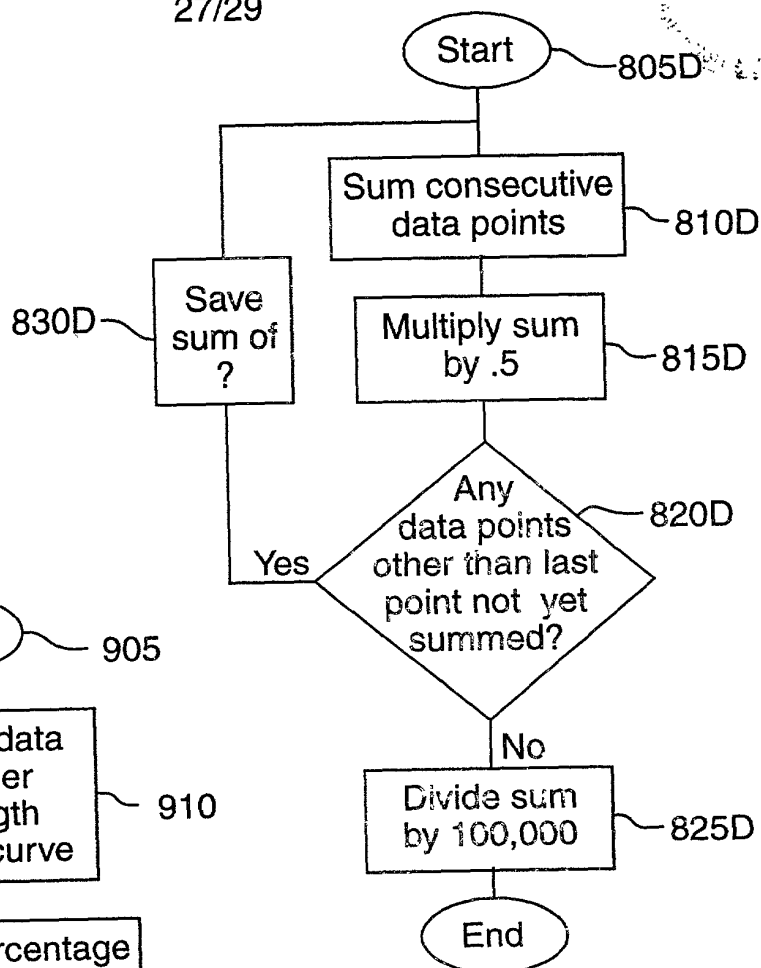 27/29
Start
805D
Sum consecutive
data points
810D
Save
sum of
?
830D
Multiply sum
by .5
815D
Any
data points
other than last
point not yet
summed?
820D
Yes
No
Divide sum
by 100,000
825D
End
905
data
er
gth
curve
910
rcentage